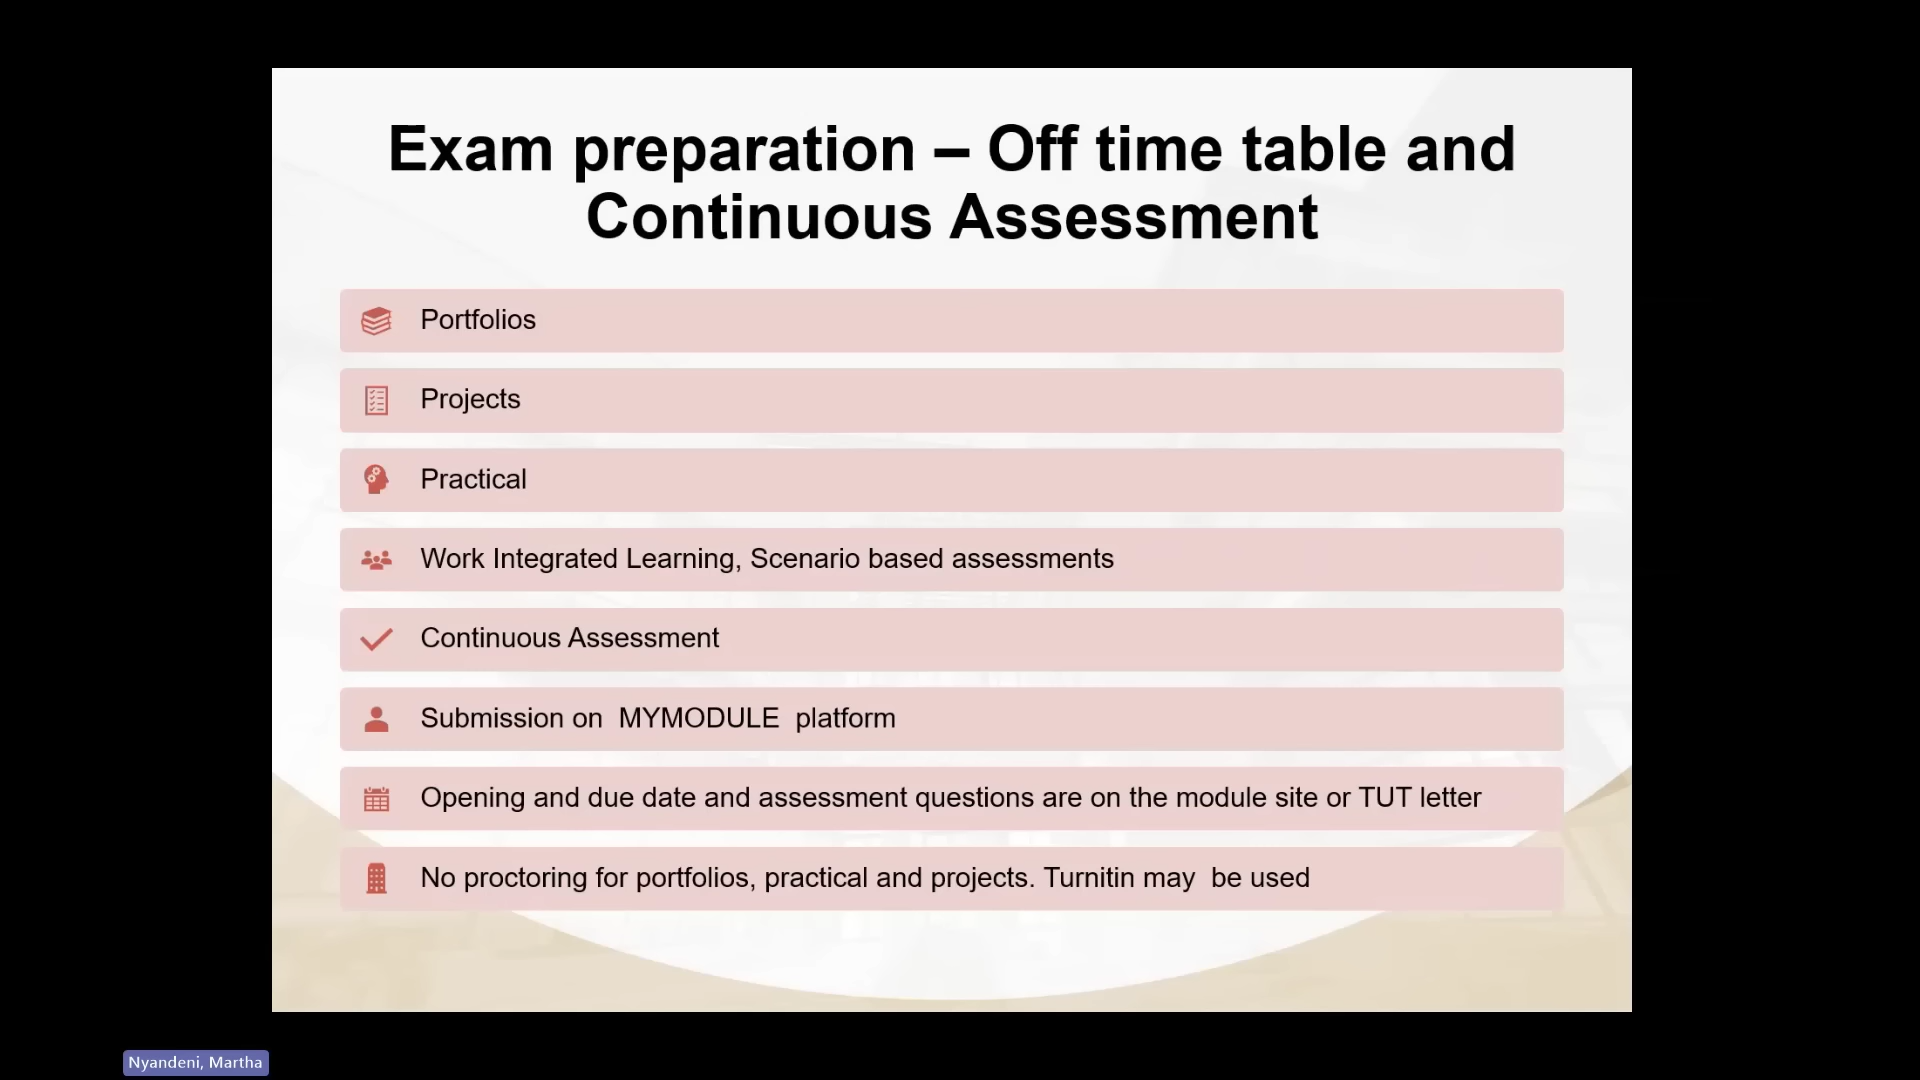 Exam preparation – Off time table and
Continuous Assessment
Portfolios
Projects
Practical
Work Integrated Learning, Scenario based assessments
Continuous Assessment
Submission on  MYMODULE  platform
Opening and due date and assessment questions are on the module site or TUT letter
No proctoring for portfolios, practical and projects. Turnitin may  be used
Nyandeni, Martha